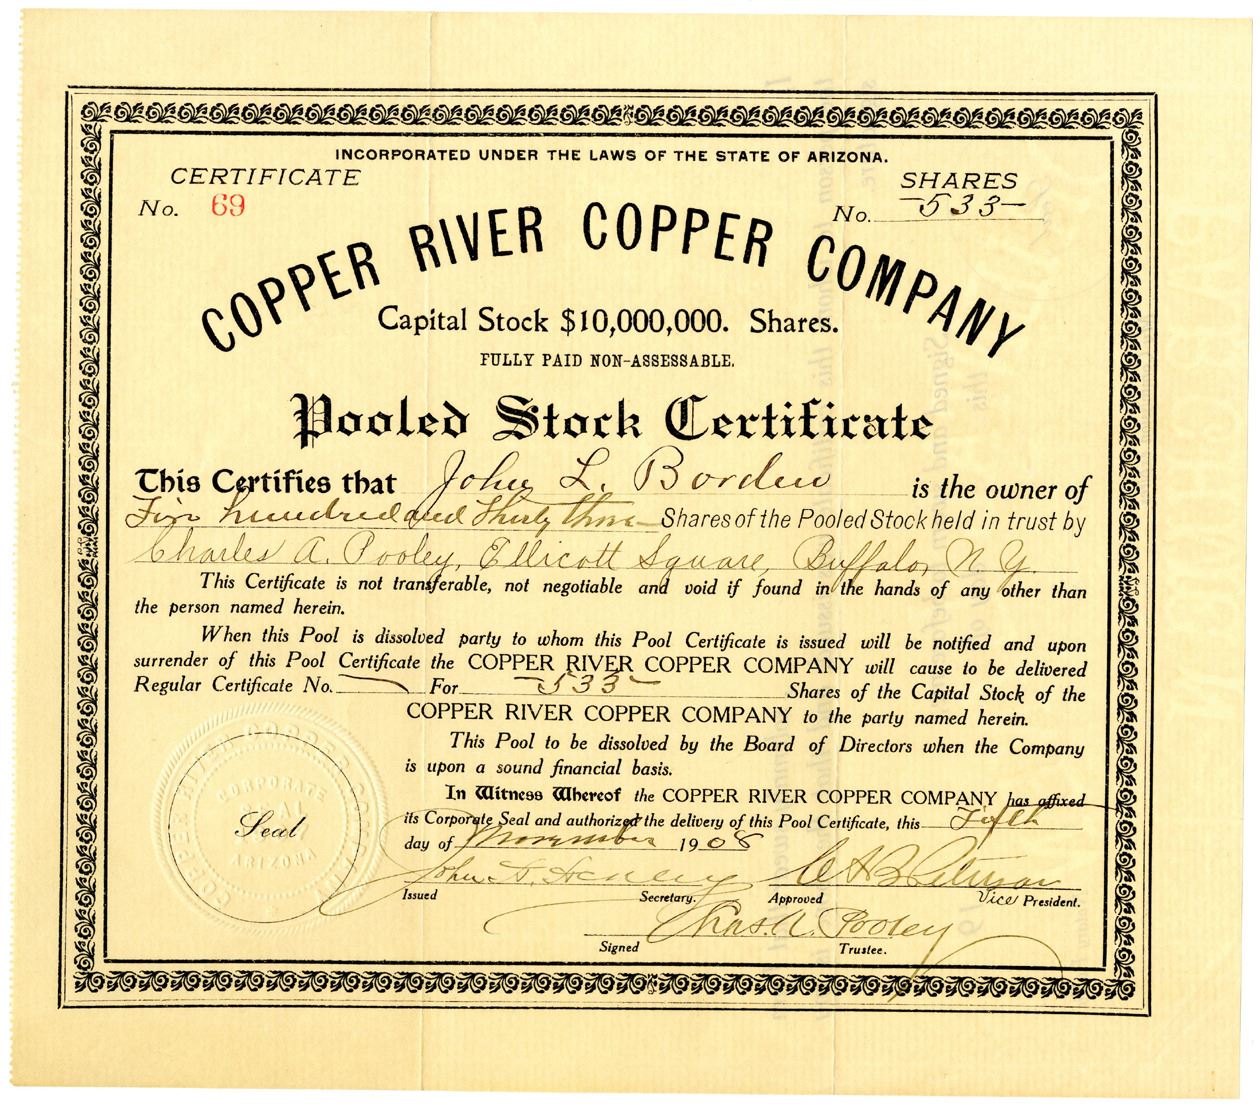 INCORPORATED UNDER THE LAWS OF THE STATE OF ARIZONA.
CERTIFICATE
No. 69
SHARES
No. -533-
COPPER RIVER COPPER COMPANY
Capital Stock $10,000,000. Shares.
FULLY PAID NON-ASSESSABLE.
Pooled Stock Certificate
This Certifies that John L. Borden is the owner of
Five hundred and Thirty three Shares of the Pooled Stock held in trust by
Charles A. Pooley, Ellicott Square, Buffalo, N.Y.
This Certificate is not transferable, not negotiable and void if found in the hands of any other than
the person named herein.
When this Pool is dissolved party to whom this Pool Certificate is issued will be notified and upon
surrender of this Pool Certificate the COPPER RIVER COPPER COMPANY will cause to be delivered
Regular Certificate No. — For -533- Shares of the Capital Stock of the
COPPER RIVER COPPER COMPANY to the party named herein.
This Pool to be dissolved by the Board of Directors when the Company
is upon a sound financial basis.
In Witness Whereof the COPPER RIVER COPPER COMPANY has affixed
its Corporate Seal and authorized the delivery of this Pool Certificate, this Fifth
day of November 1908
COPPER RIVER COPPER COMPANY
CORPORATE
SEAL
ARIZONA
Seal
John
Issued Secretary. Approved Vice President.
Chas. A. Pooley
Signed Trustee.